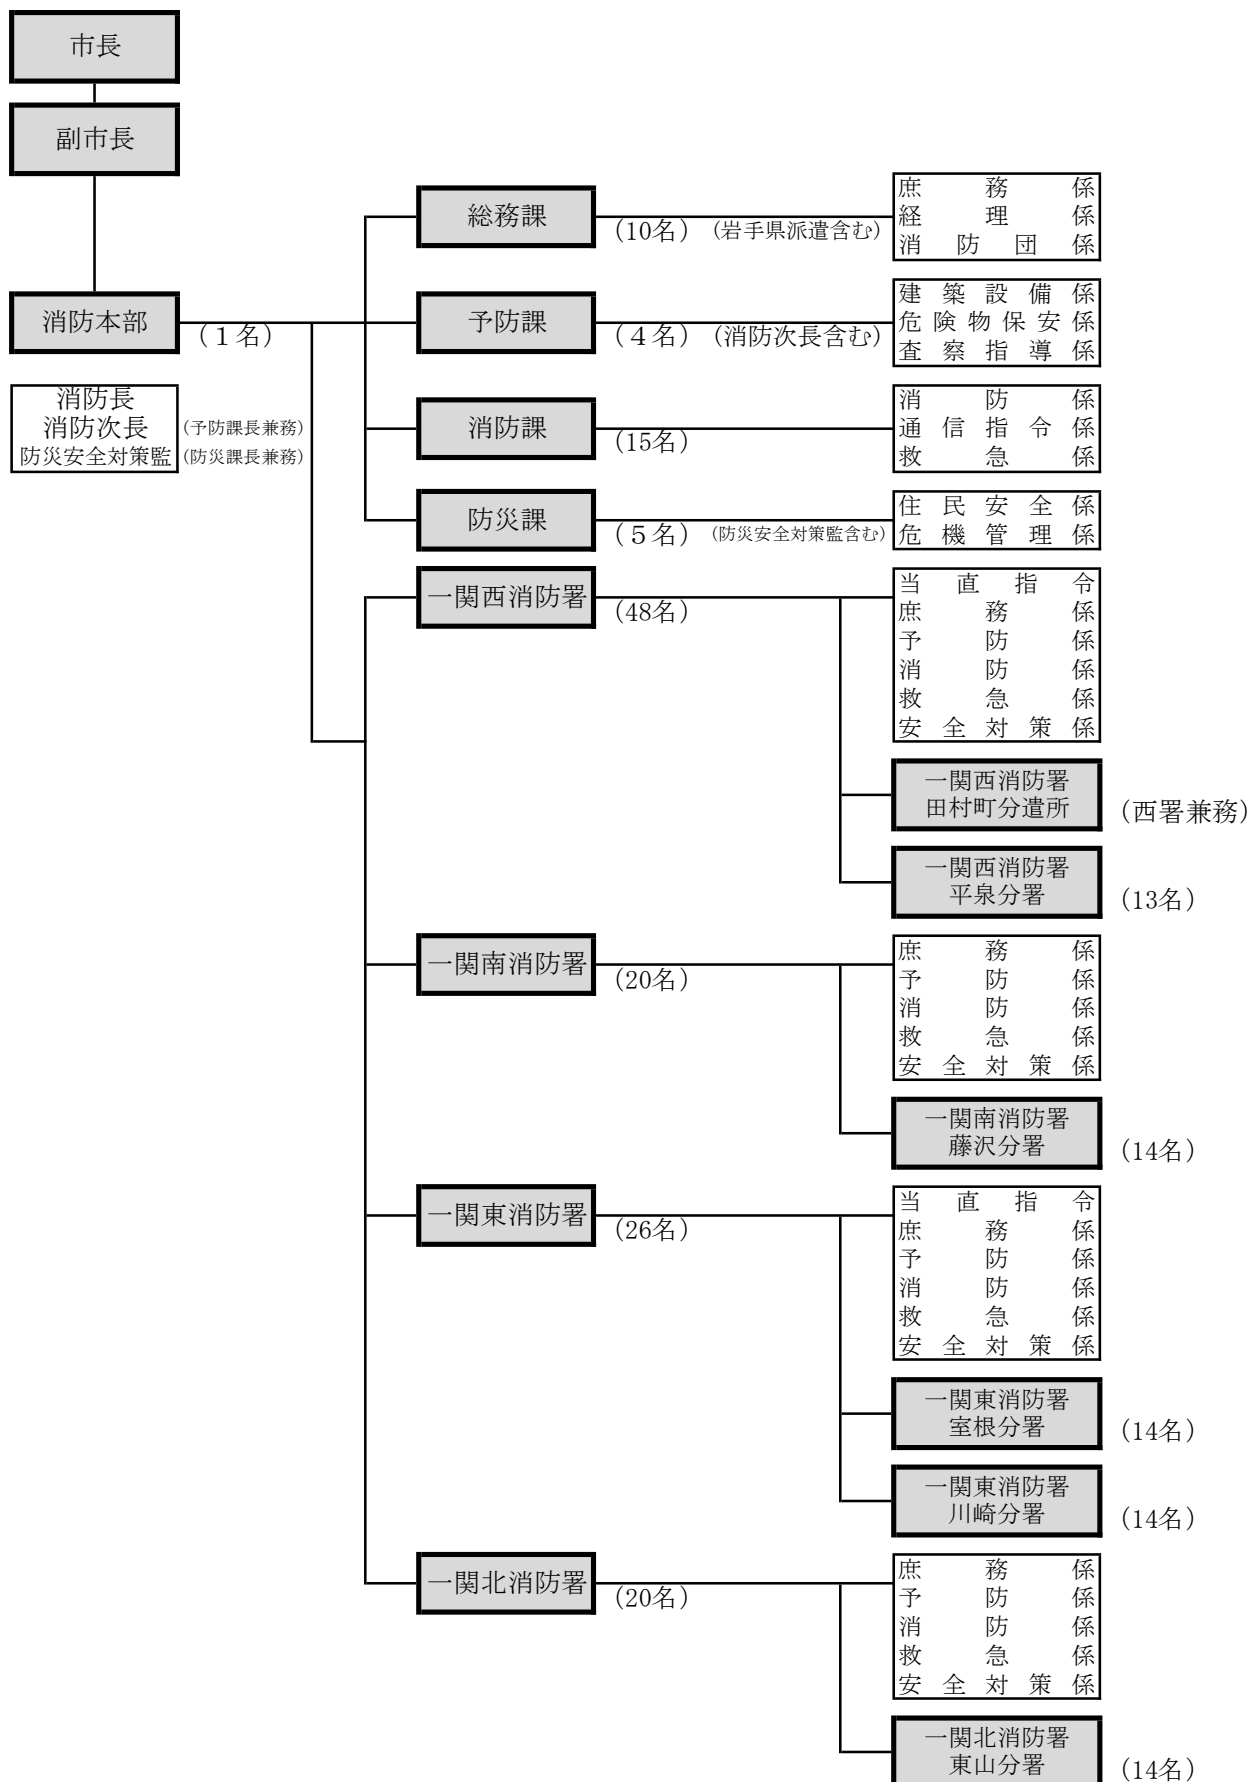 市長
副市長
消防本部
(１名)
消防長
消防次長 (予防課長兼務)
防災安全対策監 (防災課長兼務)
総務課
(10名) (岩手県派遣含む)
庶務係
経理係
消防団係
予防課
(４名) (消防次長含む)
建築設備係
危険物保安係
査察指導係
消防課
(15名)
消防係
通信指令係
救急係
防災課
(５名) (防災安全対策監含む)
住民安全係
危機管理係
一関西消防署
(48名)
当直指令
庶務係
予防係
消防係
救急係
安全対策係
一関西消防署
田村町分遣所
(西署兼務)
一関西消防署
平泉分署
(13名)
一関南消防署
(20名)
庶務係
予防係
消防係
救急係
安全対策係
一関南消防署
藤沢分署
(14名)
一関東消防署
(26名)
当直指令
庶務係
予防係
消防係
救急係
安全対策係
一関東消防署
室根分署
(14名)
一関東消防署
川崎分署
(14名)
一関北消防署
(20名)
庶務係
予防係
消防係
救急係
安全対策係
一関北消防署
東山分署
(14名)